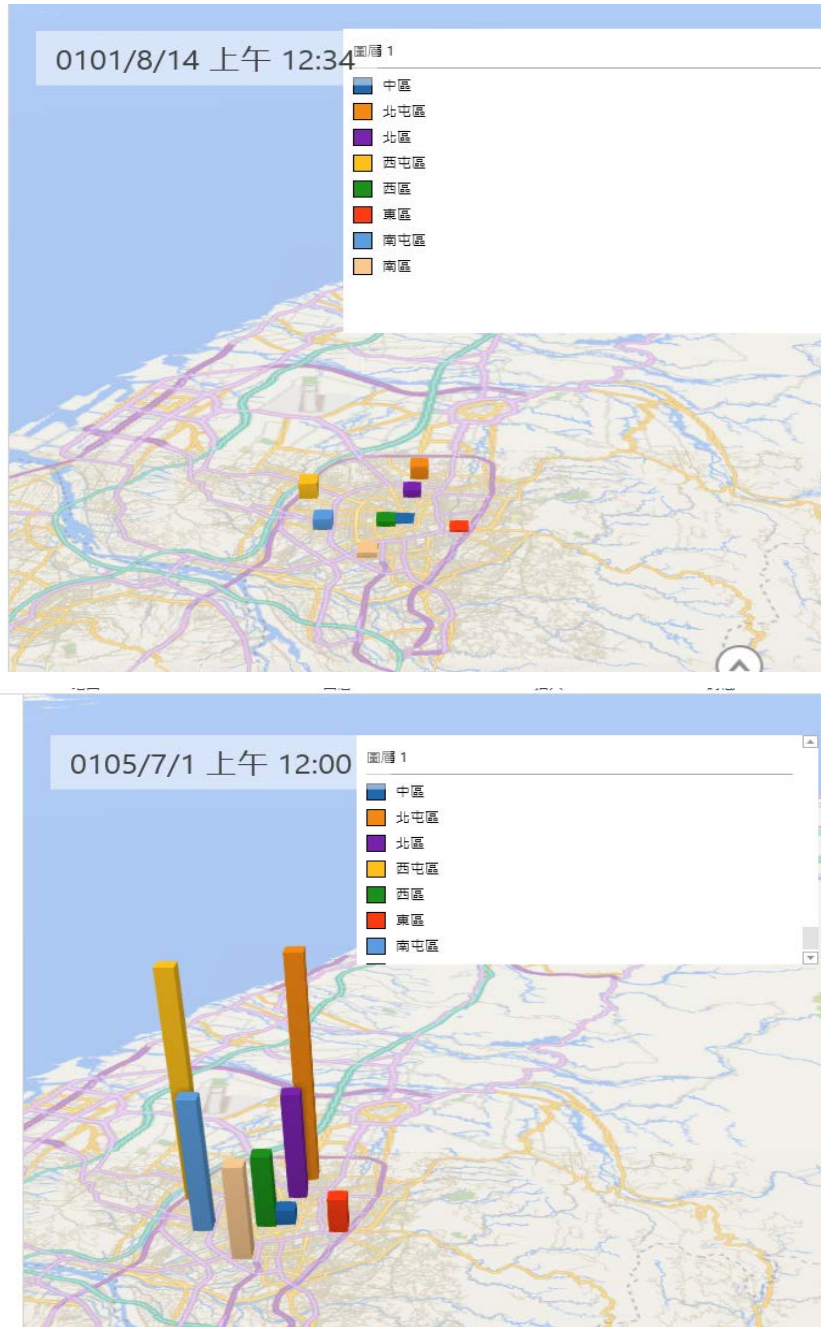 0101/8/14 上午 12:34
圖層 1
中區
北屯區
北區
西屯區
西區
東區
南屯區
南區
0105/7/1 上午 12:00
圖層 1
中區
北屯區
北區
西屯區
西區
東區
南屯區